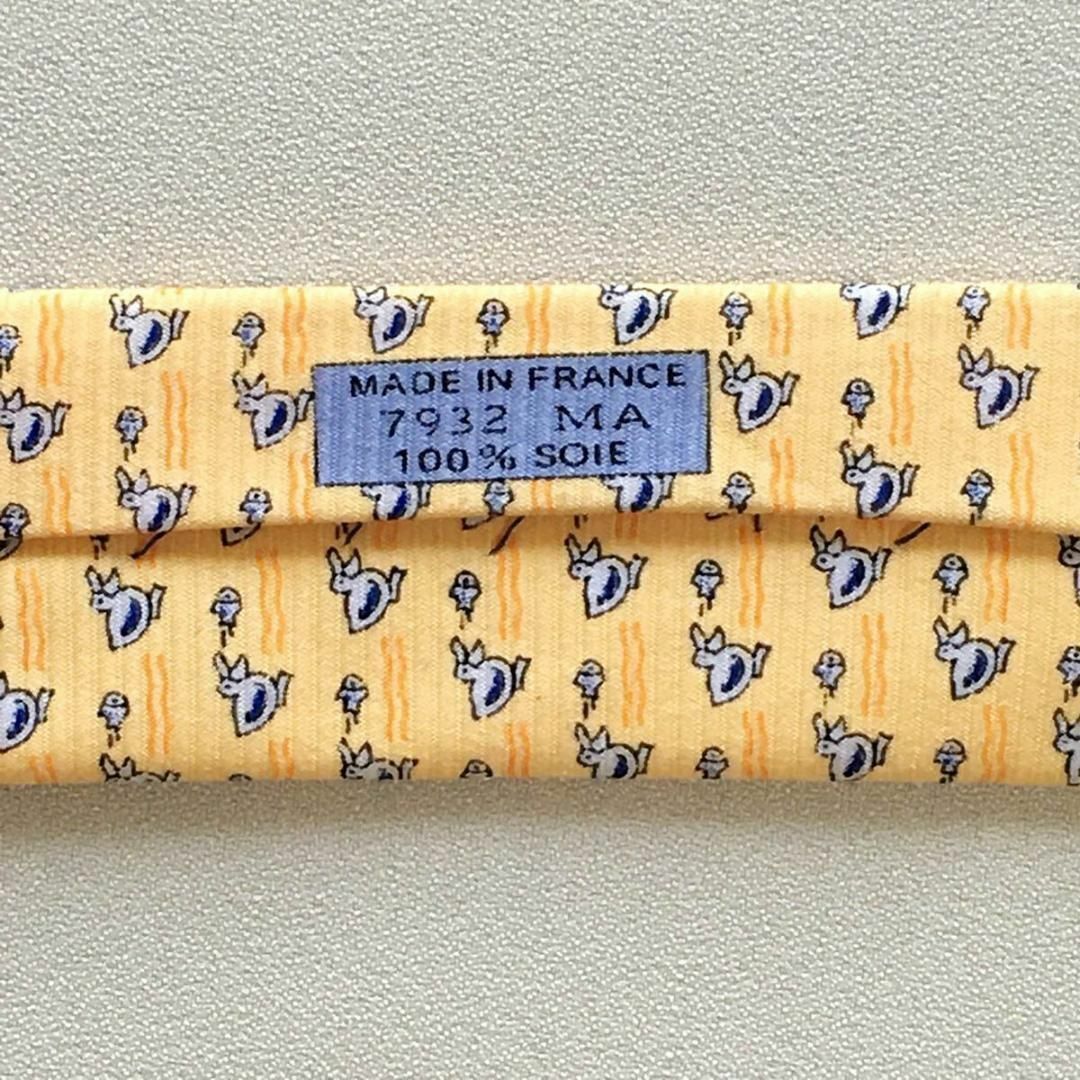 MADE IN FRANCE
7932 MA
100% SOIE